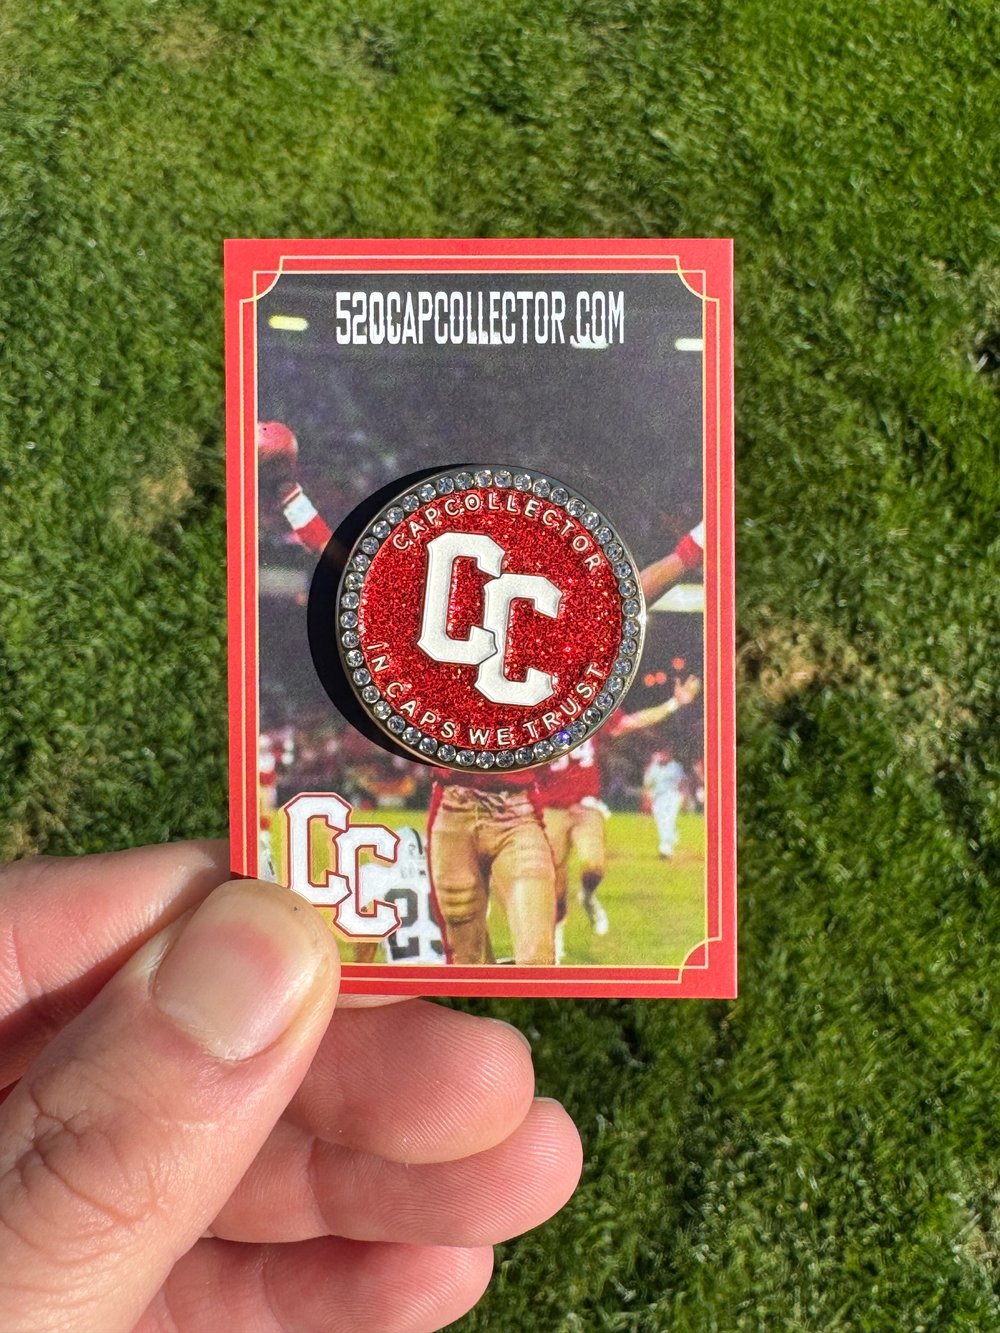 520CAPCOLLECTOR.COM
CAPCOLLECTOR
CC
IN CAPS WE TRUST
CC